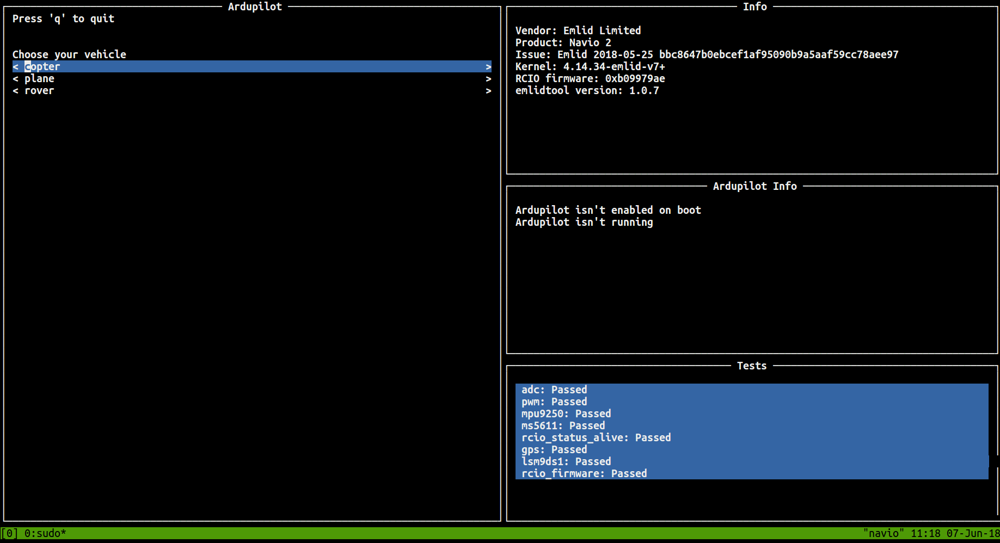 Ardupilot
Press 'q' to quit
Choose your vehicle
< copter >
< plane >
< rover >
Info
Vendor: Emlid Limited
Product: Navio 2
Issue: Emlid 2018-05-25 bbc8647b0ebcef1af95090b9a5aaf59cc78aee97
Kernel: 4.14.34-emlid-v7+
RCIO firmware: 0xb09979ae
emlidtool version: 1.0.7
Ardupilot Info
Ardupilot isn't enabled on boot
Ardupilot isn't running
Tests
adc: Passed
pwm: Passed
mpu9250: Passed
ms5611: Passed
rcio_status_alive: Passed
gps: Passed
lsm9ds1: Passed
rcio_firmware: Passed
[0] 0:sudo* "navio" 11:18 07-Jun-18